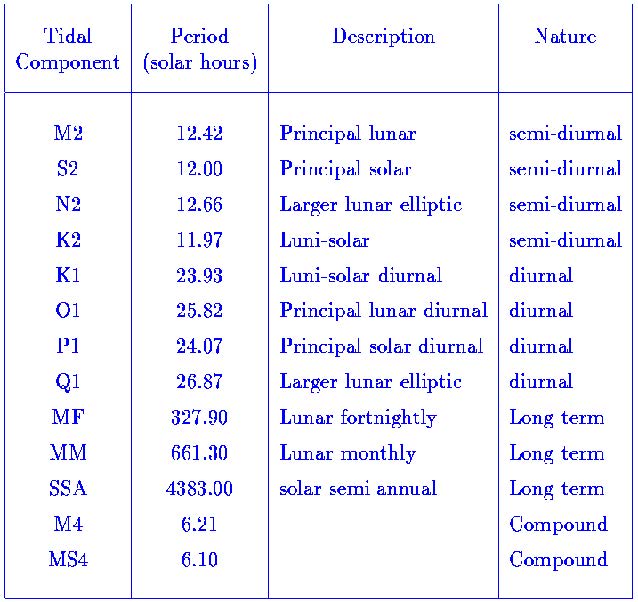 Tidal Period Description Nature
Component (solar hours)
M2 12.42 Principal lunar semi-diurnal
S2 12.00 Principal solar semi-diurnal
N2 12.66 Larger lunar elliptic semi-diurnal
K2 11.97 Luni-solar semi-diurnal
K1 23.93 Luni-solar diurnal diurnal
O1 25.82 Principal lunar diurnal diurnal
P1 24.07 Principal solar diurnal diurnal
Q1 26.87 Larger lunar elliptic diurnal
MF 327.90 Lunar fortnightly Long term
MM 661.30 Lunar monthly Long term
SSA 4383.00 solar semi annual Long term
M4 6.21 Compound
MS4 6.10 Compound